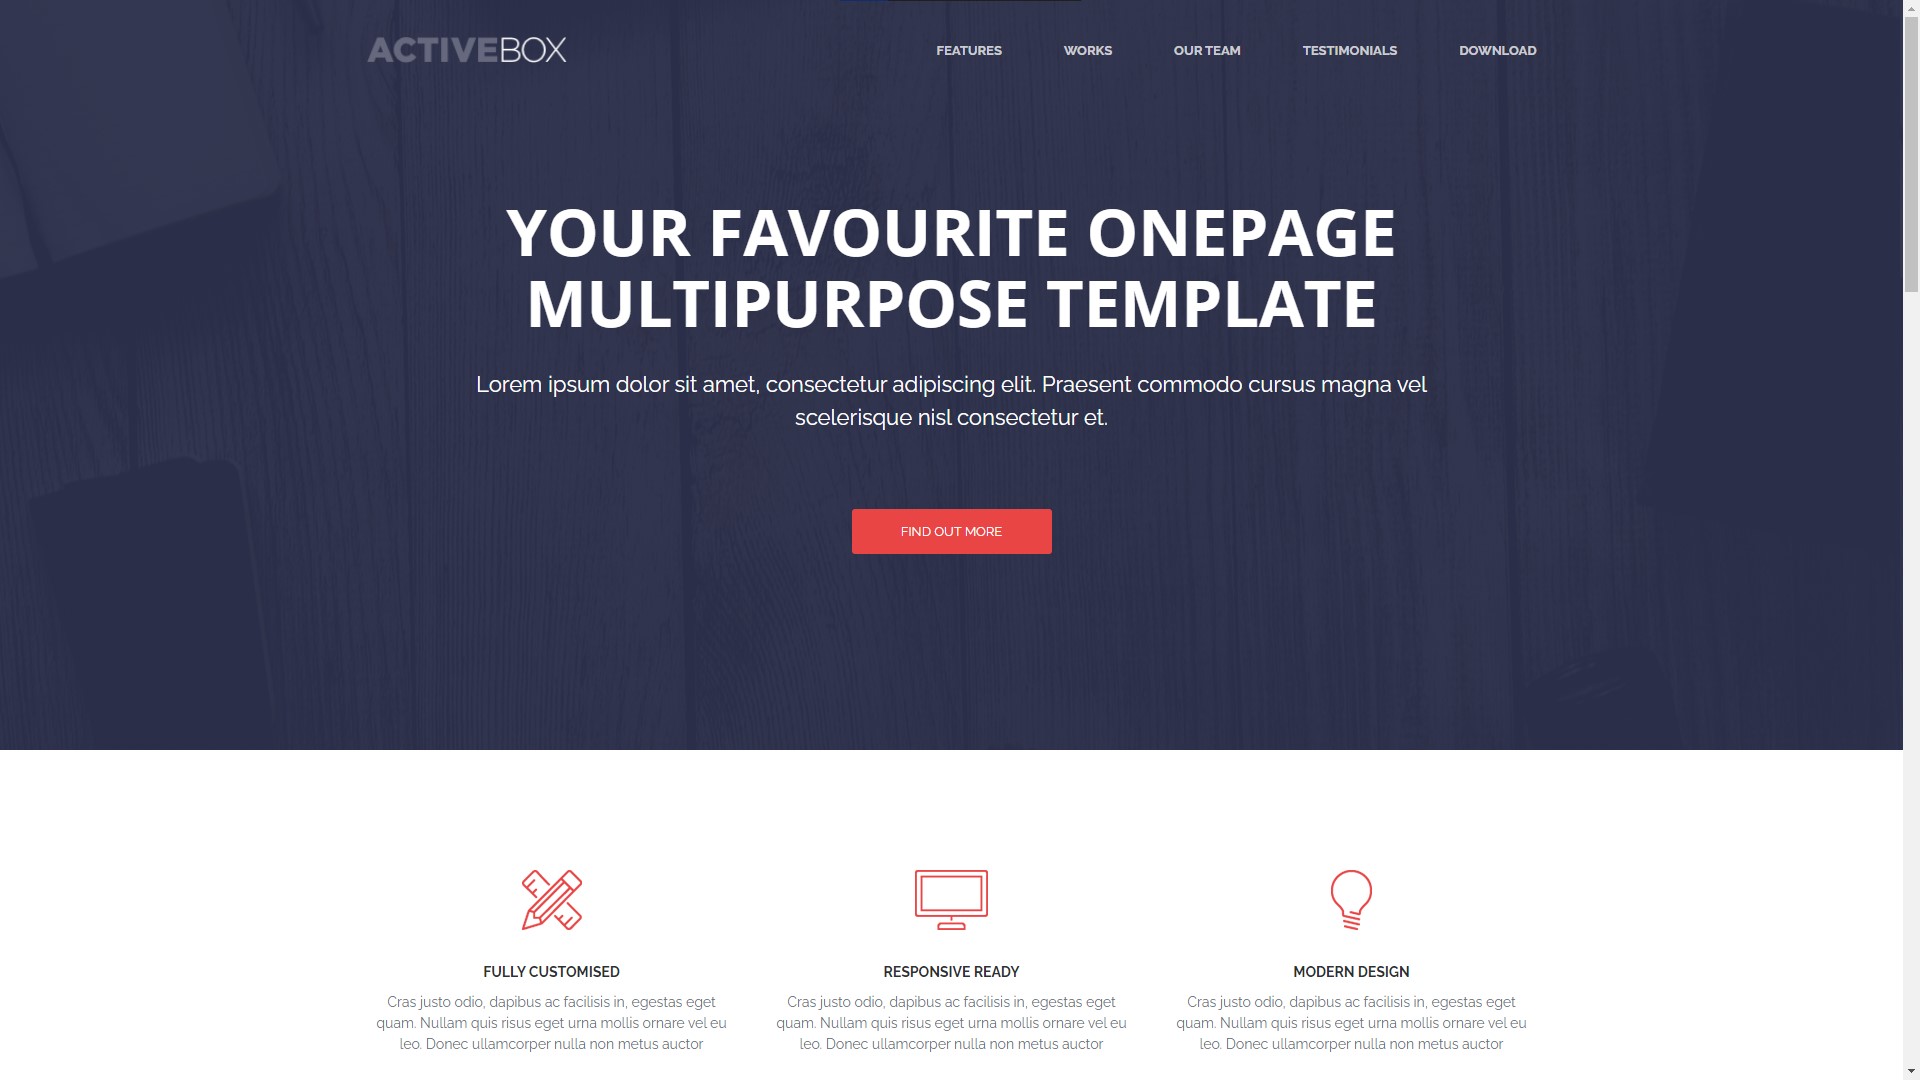 ACTIVEBOX
FEATURES
WORKS
OUR TEAM
TESTIMONIALS
DOWNLOAD
YOUR FAVOURITE ONEPAGE
MULTIPURPOSE TEMPLATE
Lorem ipsum dolor sit amet, consectetur adipiscing elit. Praesent commodo cursus magna vel
scelerisque nisl consectetur et.
FIND OUT MORE
FULLY CUSTOMISED
Cras justo odio, dapibus ac facilisis in, egestas eget
quam. Nullam quis risus eget urna mollis ornare vel eu
leo. Donec ullamcorper nulla non metus auctor
RESPONSIVE READY
Cras justo odio, dapibus ac facilisis in, egestas eget
quam. Nullam quis risus eget urna mollis ornare vel eu
leo. Donec ullamcorper nulla non metus auctor
MODERN DESIGN
Cras justo odio, dapibus ac facilisis in, egestas eget
quam. Nullam quis risus eget urna mollis ornare vel eu
leo. Donec ullamcorper nulla non metus auctor